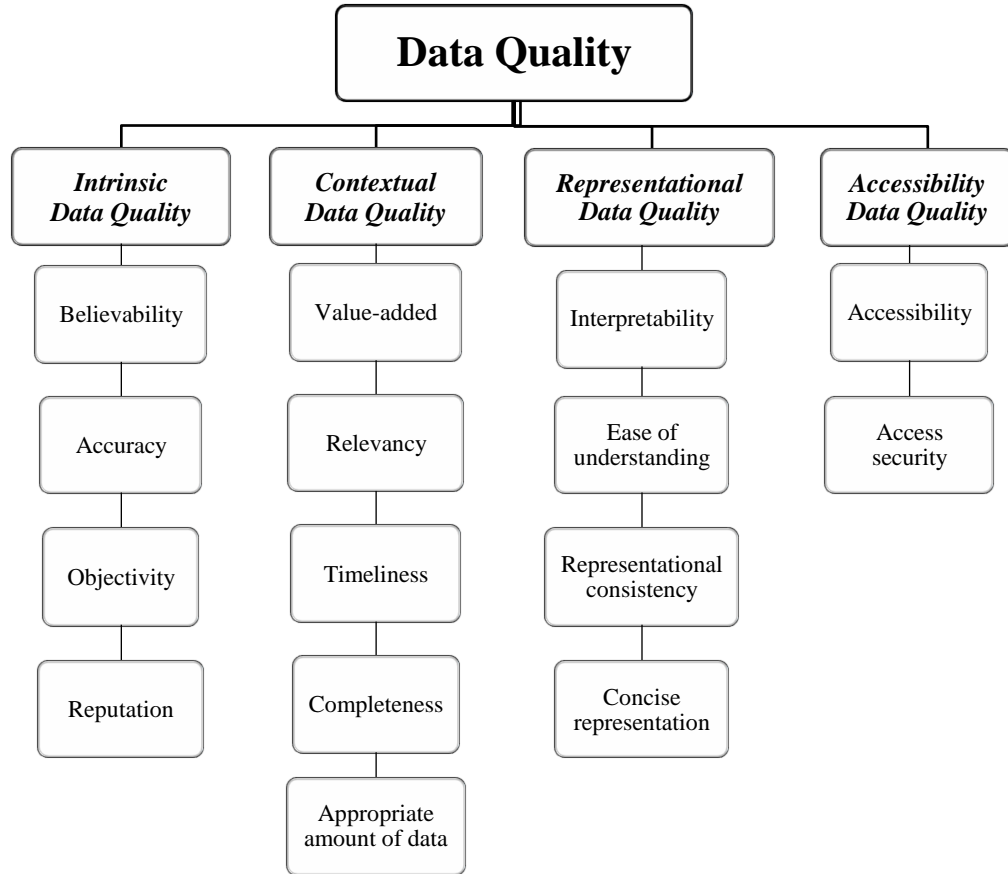 Data Quality
Intrinsic
Data Quality
Believability
Accuracy
Objectivity
Reputation
Contextual
Data Quality
Value-added
Relevancy
Timeliness
Completeness
Appropriate
amount of data
Representational
Data Quality
Interpretability
Ease of
understanding
Representational
consistency
Concise
representation
Accessibility
Data Quality
Accessibility
Access
security